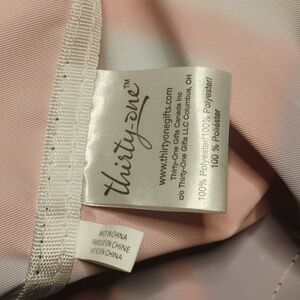 thirty-one™
www.thirtyonegifts.com
Thirty-One Gifts Canada Inc
c/o Thirty-One Gifts LLC Columbus, OH
100% Polyester/100% Polyester/
100 % Poliester
MADE IN CHINA
FABRIQUÉ EN CHINE
HECHO EN CHINA